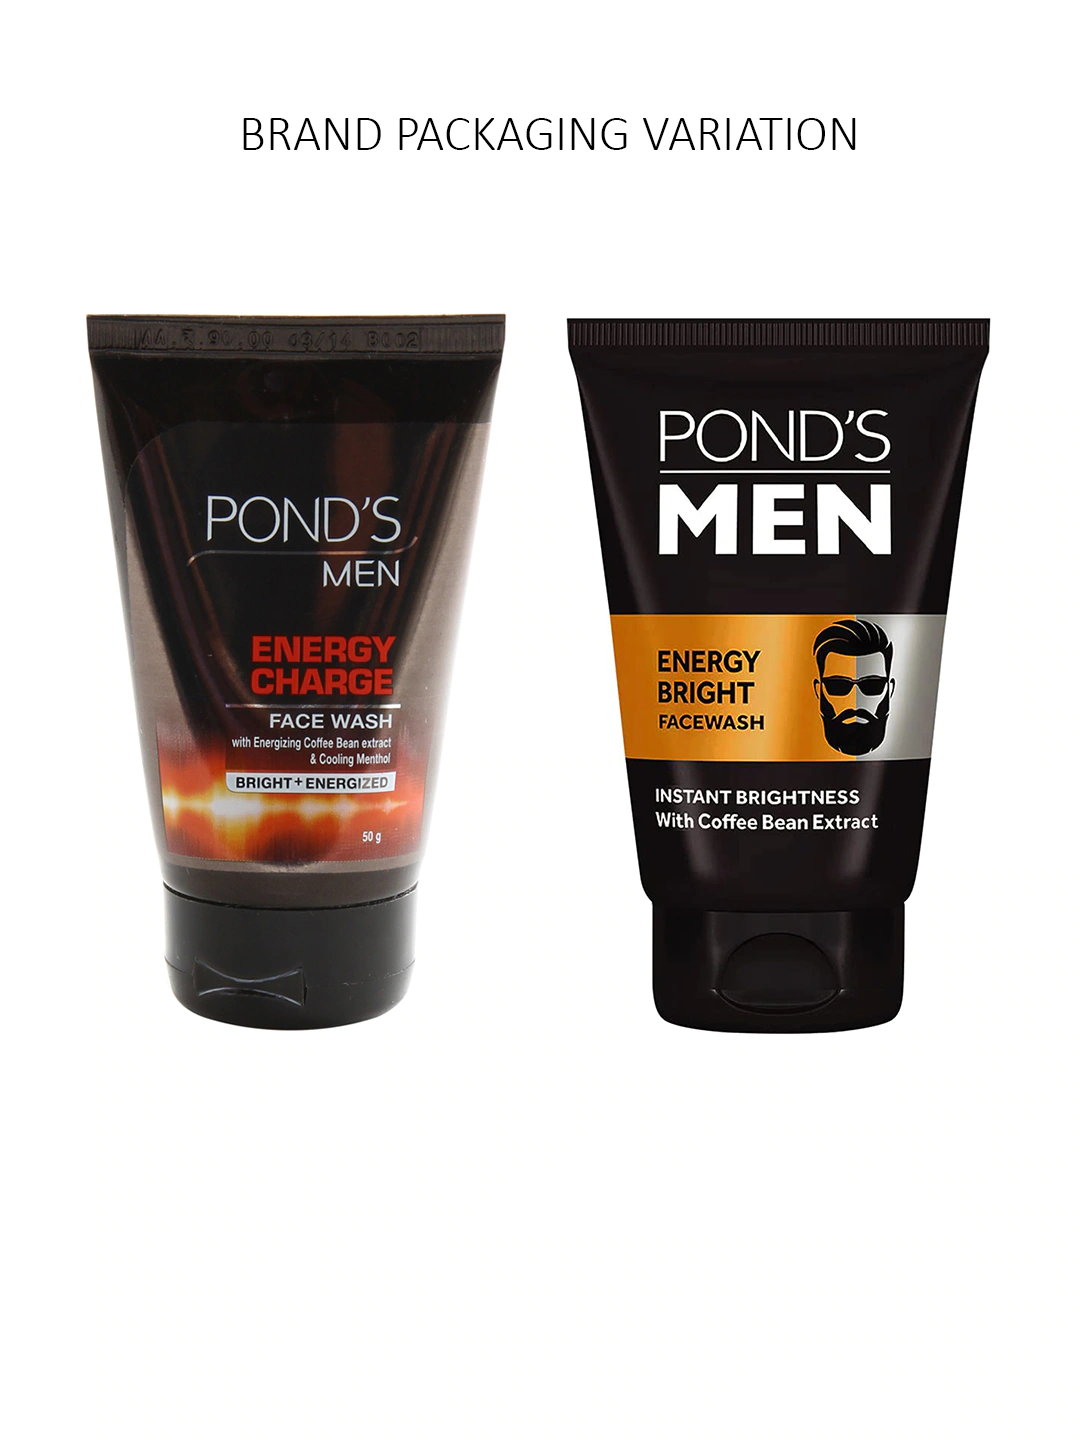 BRAND PACKAGING VARIATION
POND'S
MEN
ENERGY
CHARGE
FACE WASH
with Energizing Coffee Bean extract
& Cooling Menthol
BRIGHT+ENERGIZED
50 g
POND'S
MEN
ENERGY
BRIGHT
FACEWASH
INSTANT BRIGHTNESS
With Coffee Bean Extract